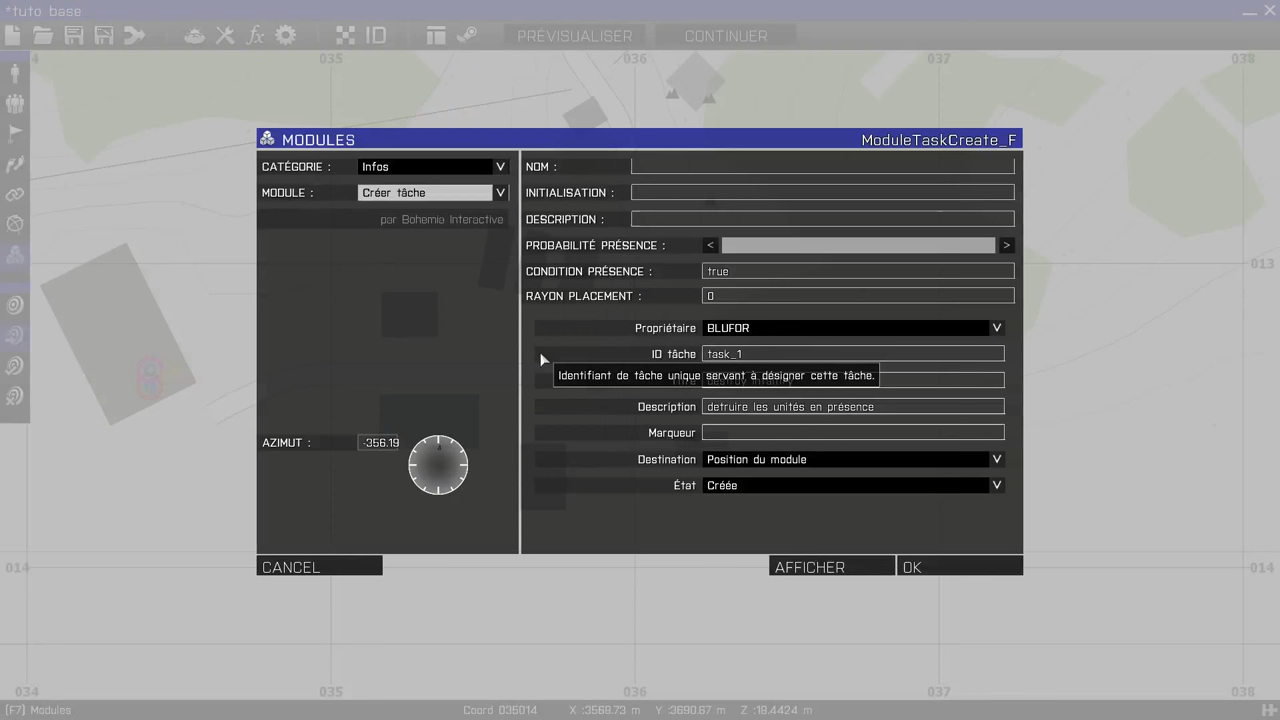 *tuto base
ID
PRÉVISUALISER
CONTINUER
4
035
036
037
038
MODULES
ModuleTaskCreate_F
CATÉGORIE :
Infos
MODULE :
Créer tâche
par Bohemia Interactive
AZIMUT :
-356.19
NOM :
INITIALISATION :
DESCRIPTION :
PROBABILITÉ PRÉSENCE :
<
>
CONDITION PRÉSENCE :
true
RAYON PLACEMENT :
0
Propriétaire
BLUFOR
ID tâche
task_1
Identifiant de tâche unique servant à désigner cette tâche.
Description
detruire les unités en présence
Marqueur
Destination
Position du module
État
Créée
CANCEL
AFFICHER
OK
013
014
014
034
035
036
037
038
(F7) Modules
Coord 036014
X :3568.73 m
Y :3690.67 m
Z :18.4424 m